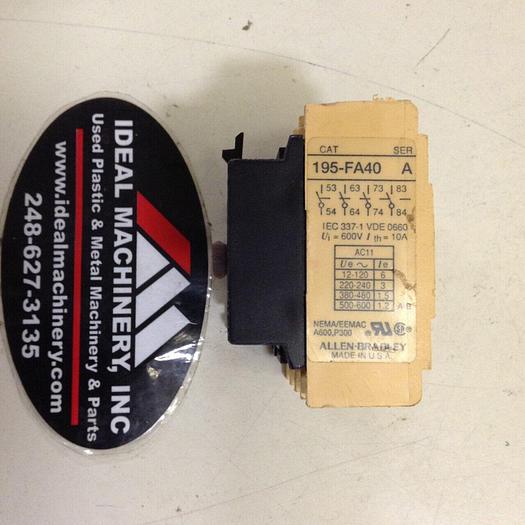 IDEAL MACHINERY, INC
Used Plastic & Metal Machinery & Parts
www.idealmachinery.com
248-627-3135
CAT SER
195-FA40 A
53 63 73 83
54 64 74 84
IEC 337-1 VDE 0660
Ui = 600V I th = 10A
AC11
Ue ~ Ie
12-120 6
220-240 3
380-480 1.5
500-600 1.2 A-B
NEMA/EEMAC
A600,P300
ALLEN-BRADLEY
MADE IN U.S.A.